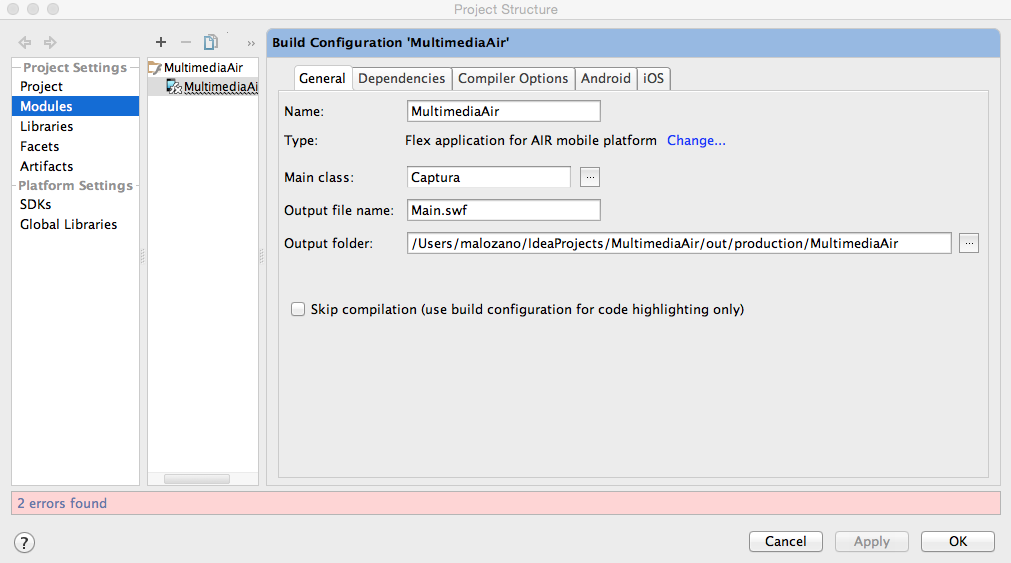 Project Structure
Project Settings
Project
Modules
Libraries
Facets
Artifacts
Platform Settings
SDKs
Global Libraries
»
MultimediaAir
MultimediaAi
Build Configuration 'MultimediaAir'
General Dependencies Compiler Options Android iOS
Name: MultimediaAir
Type: Flex application for AIR mobile platform Change...
Main class: Captura ...
Output file name: Main.swf
Output folder: /Users/malozano/IdeaProjects/MultimediaAir/out/production/MultimediaAir ...
Skip compilation (use build configuration for code highlighting only)
2 errors found
? Cancel Apply OK